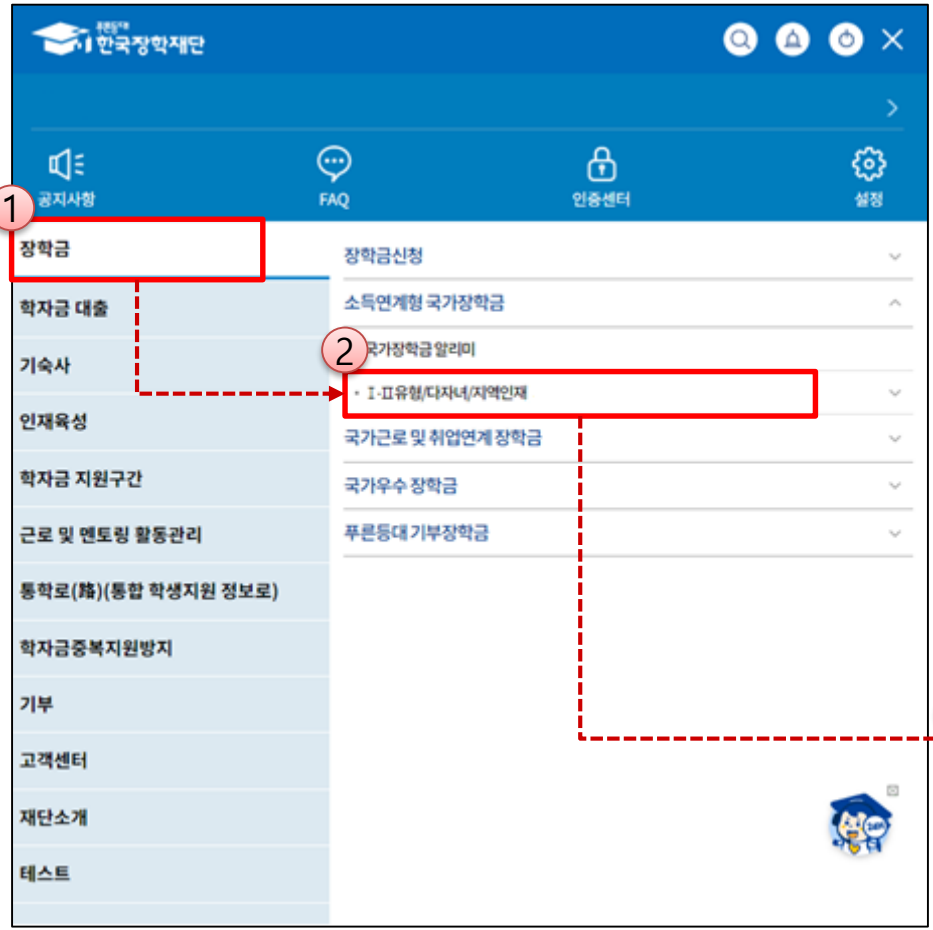 푸른등대
한국장학재단
공지사항
FAQ
인증센터
설정
1
장학금
학자금 대출
기숙사
인재육성
학자금 지원구간
근로 및 멘토링 활동관리
통학로(路)(통합 학생지원 정보로)
학자금중복지원방지
기부
고객센터
재단소개
테스트
장학금신청
소득연계형 국가장학금
2
국가장학금 알리미
• Ⅰ·Ⅱ유형/다자녀/지역인재
국가근로 및 취업연계 장학금
국가우수 장학금
푸른등대 기부장학금